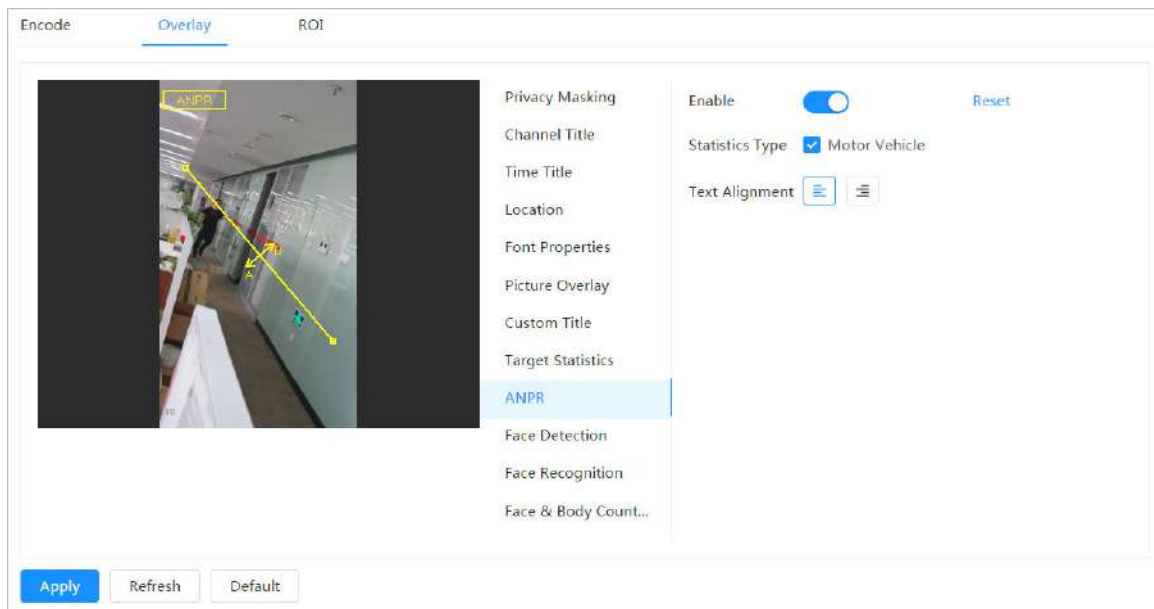 Encode Overlay ROI
ANPR
B
A
Privacy Masking
Channel Title
Time Title
Location
Font Properties
Picture Overlay
Custom Title
Target Statistics
ANPR
Face Detection
Face Recognition
Face & Body Count...
Enable Reset
Statistics Type Motor Vehicle
Text Alignment
Apply Refresh Default